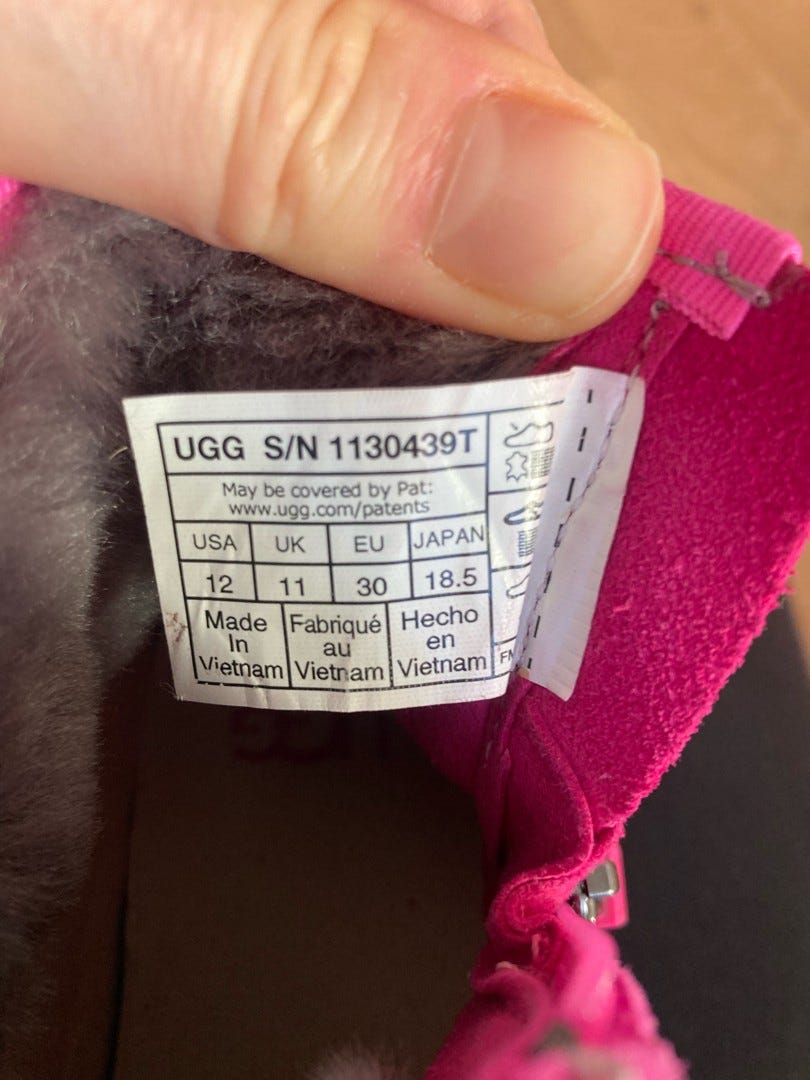 UGG S/N 1130439T
May be covered by Pat:
www.ugg.com/patents
USA UK EU JAPAN
12 11 30 18.5
Made In Vietnam
Fabriqué au Vietnam
Hecho en Vietnam